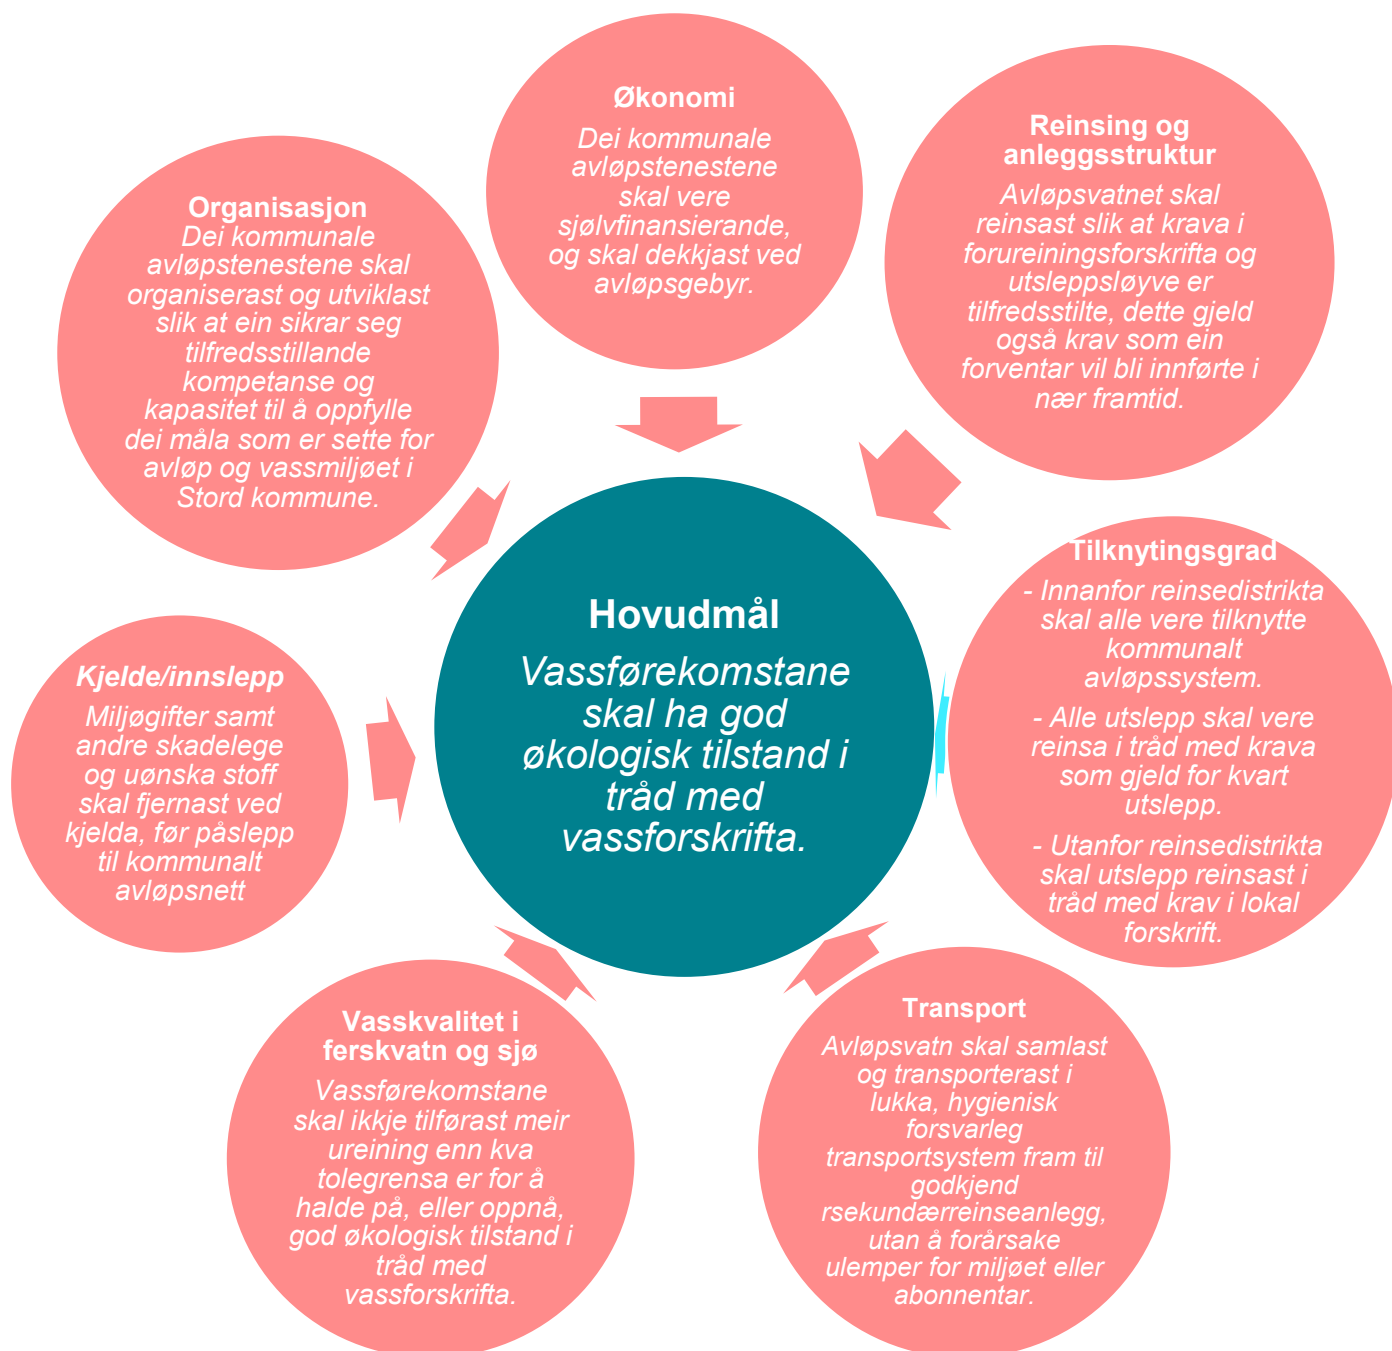 Økonomi
Dei kommunale
avløpstenestene
skal vere
sjølvfinansierande,
og skal dekkjast ved
avløpsgebyr.
Reinsing og
anleggsstruktur
Avløpsvatnet skal
reinsast slik at krava i
forureiningsforskrifta og
utsleppsløyve er
tilfredsstilte, dette gjeld
også krav som ein
forventar vil bli innførte i
nær framtid.
Organisasjon
Dei kommunale
avløpstenestene skal
organiserast og utviklast
slik at ein sikrar seg
tilfredsstillande
kompetanse og
kapasitet til å oppfylle
dei måla som er sette for
avløp og vassmiljøet i
Stord kommune.
Hovudmål
Vassførekomstane
skal ha god
økologisk tilstand i
tråd med
vassforskrifta.
Tilknytingsgrad
- Innanfor reinsedistrikta
skal alle vere tilknytte
kommunalt
avløpssystem.
- Alle utslepp skal vere
reinsa i tråd med krava
som gjeld for kvart
utslepp.
- Utanfor reinsedistrikta
skal utslepp reinsast i
tråd med krav i lokal
forskrift.
Kjelde/innslepp
Miljøgifter samt
andre skadelege
og uønska stoff
skal fjernast ved
kjelda, før påslepp
til kommunalt
avløpsnett
Vasskvalitet i
ferskvatn og sjø
Vassførekomstane
skal ikkje tilførast meir
ureining enn kva
tolegrensa er for å
halde på, eller oppnå,
god økologisk tilstand i
tråd med
vassforskrifta.
Transport
Avløpsvatn skal samlast
og transporterast i
lukka, hygienisk
forsvarleg
transportsystem fram til
godkjend
rsekundærreinseanlegg,
utan å forårsake
ulemper for miljøet eller
abonnentar.